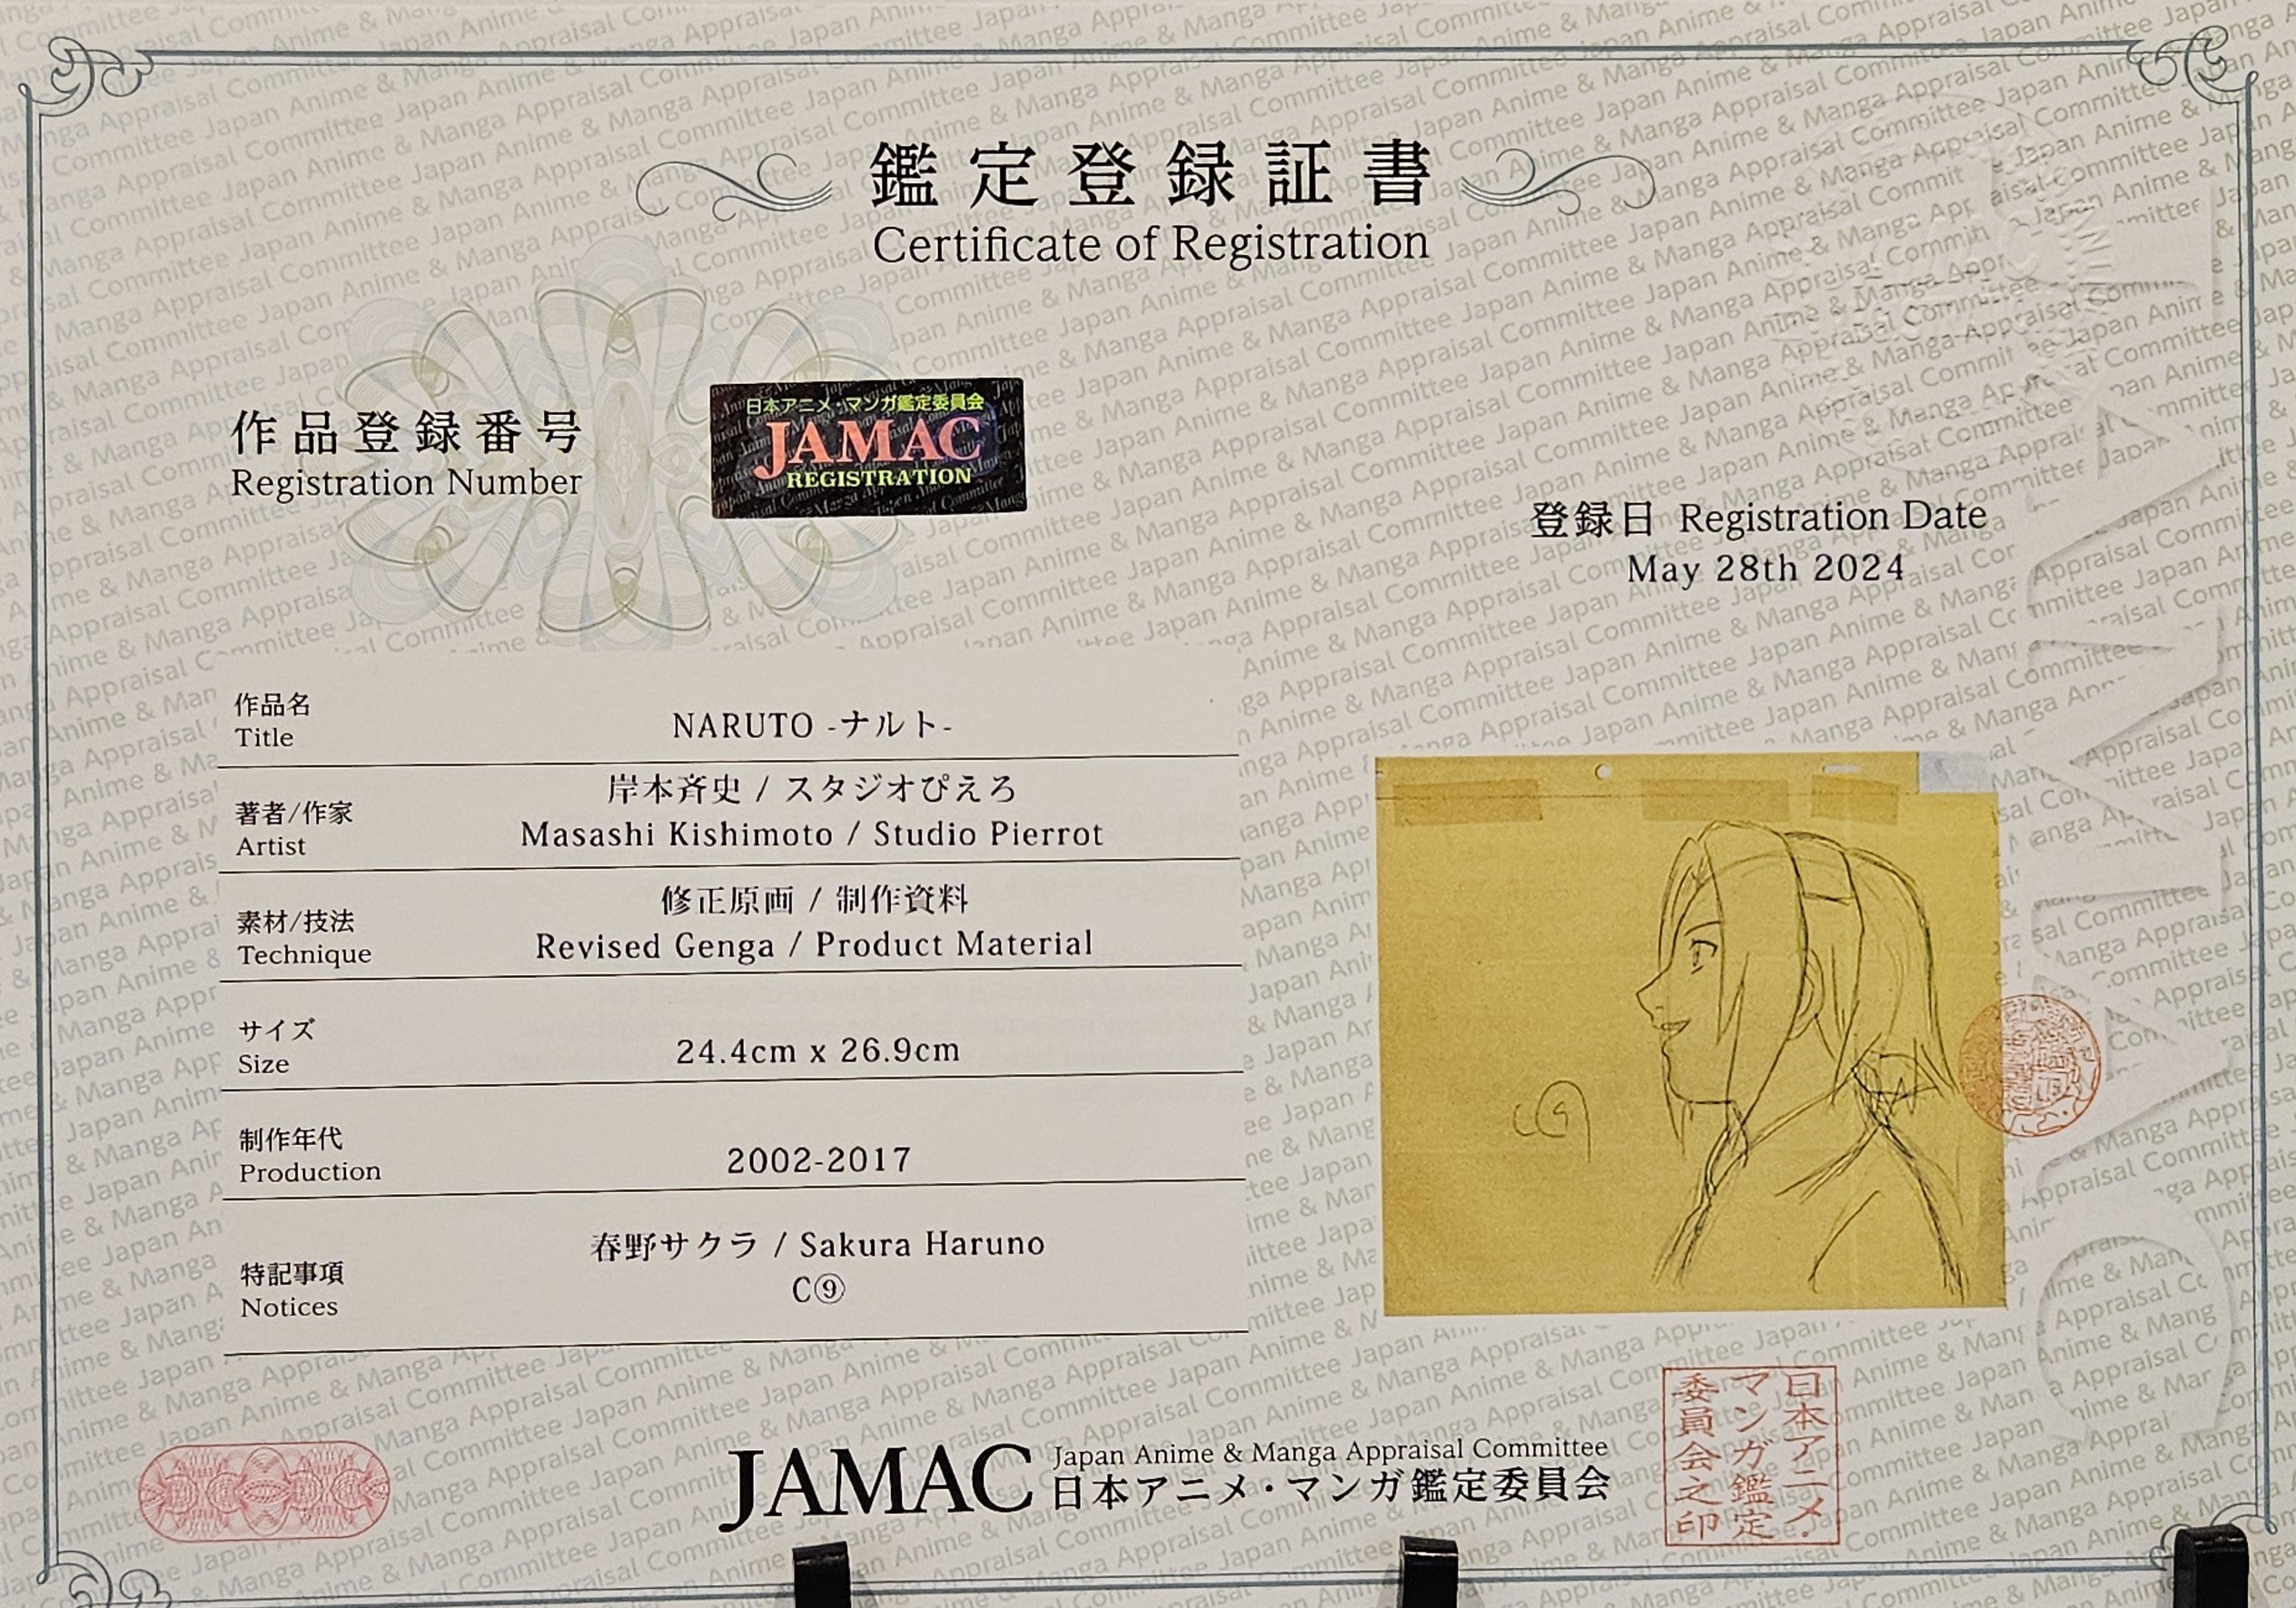 鑑定登録証書
Certificate of Registration
作品登録番号
Registration Number
日本アニメ・マンガ鑑定委員会
JAMAC
REGISTRATION
登録日 Registration Date
May 28th 2024
作品名
Title
NARUTO -ナルト-
著者/作家
Artist
岸本斉史 / スタジオぴえろ
Masashi Kishimoto / Studio Pierrot
素材/技法
Technique
修正原画 / 制作資料
Revised Genga / Product Material
サイズ
Size
24.4cm x 26.9cm
制作年代
Production
2002-2017
特記事項
Notices
春野サクラ / Sakura Haruno
C⑨
C⑨
JAMAC
Japan Anime & Manga Appraisal Committee
日本アニメ・マンガ鑑定委員会
日本アニメ・
マンガ鑑定
委員会之印